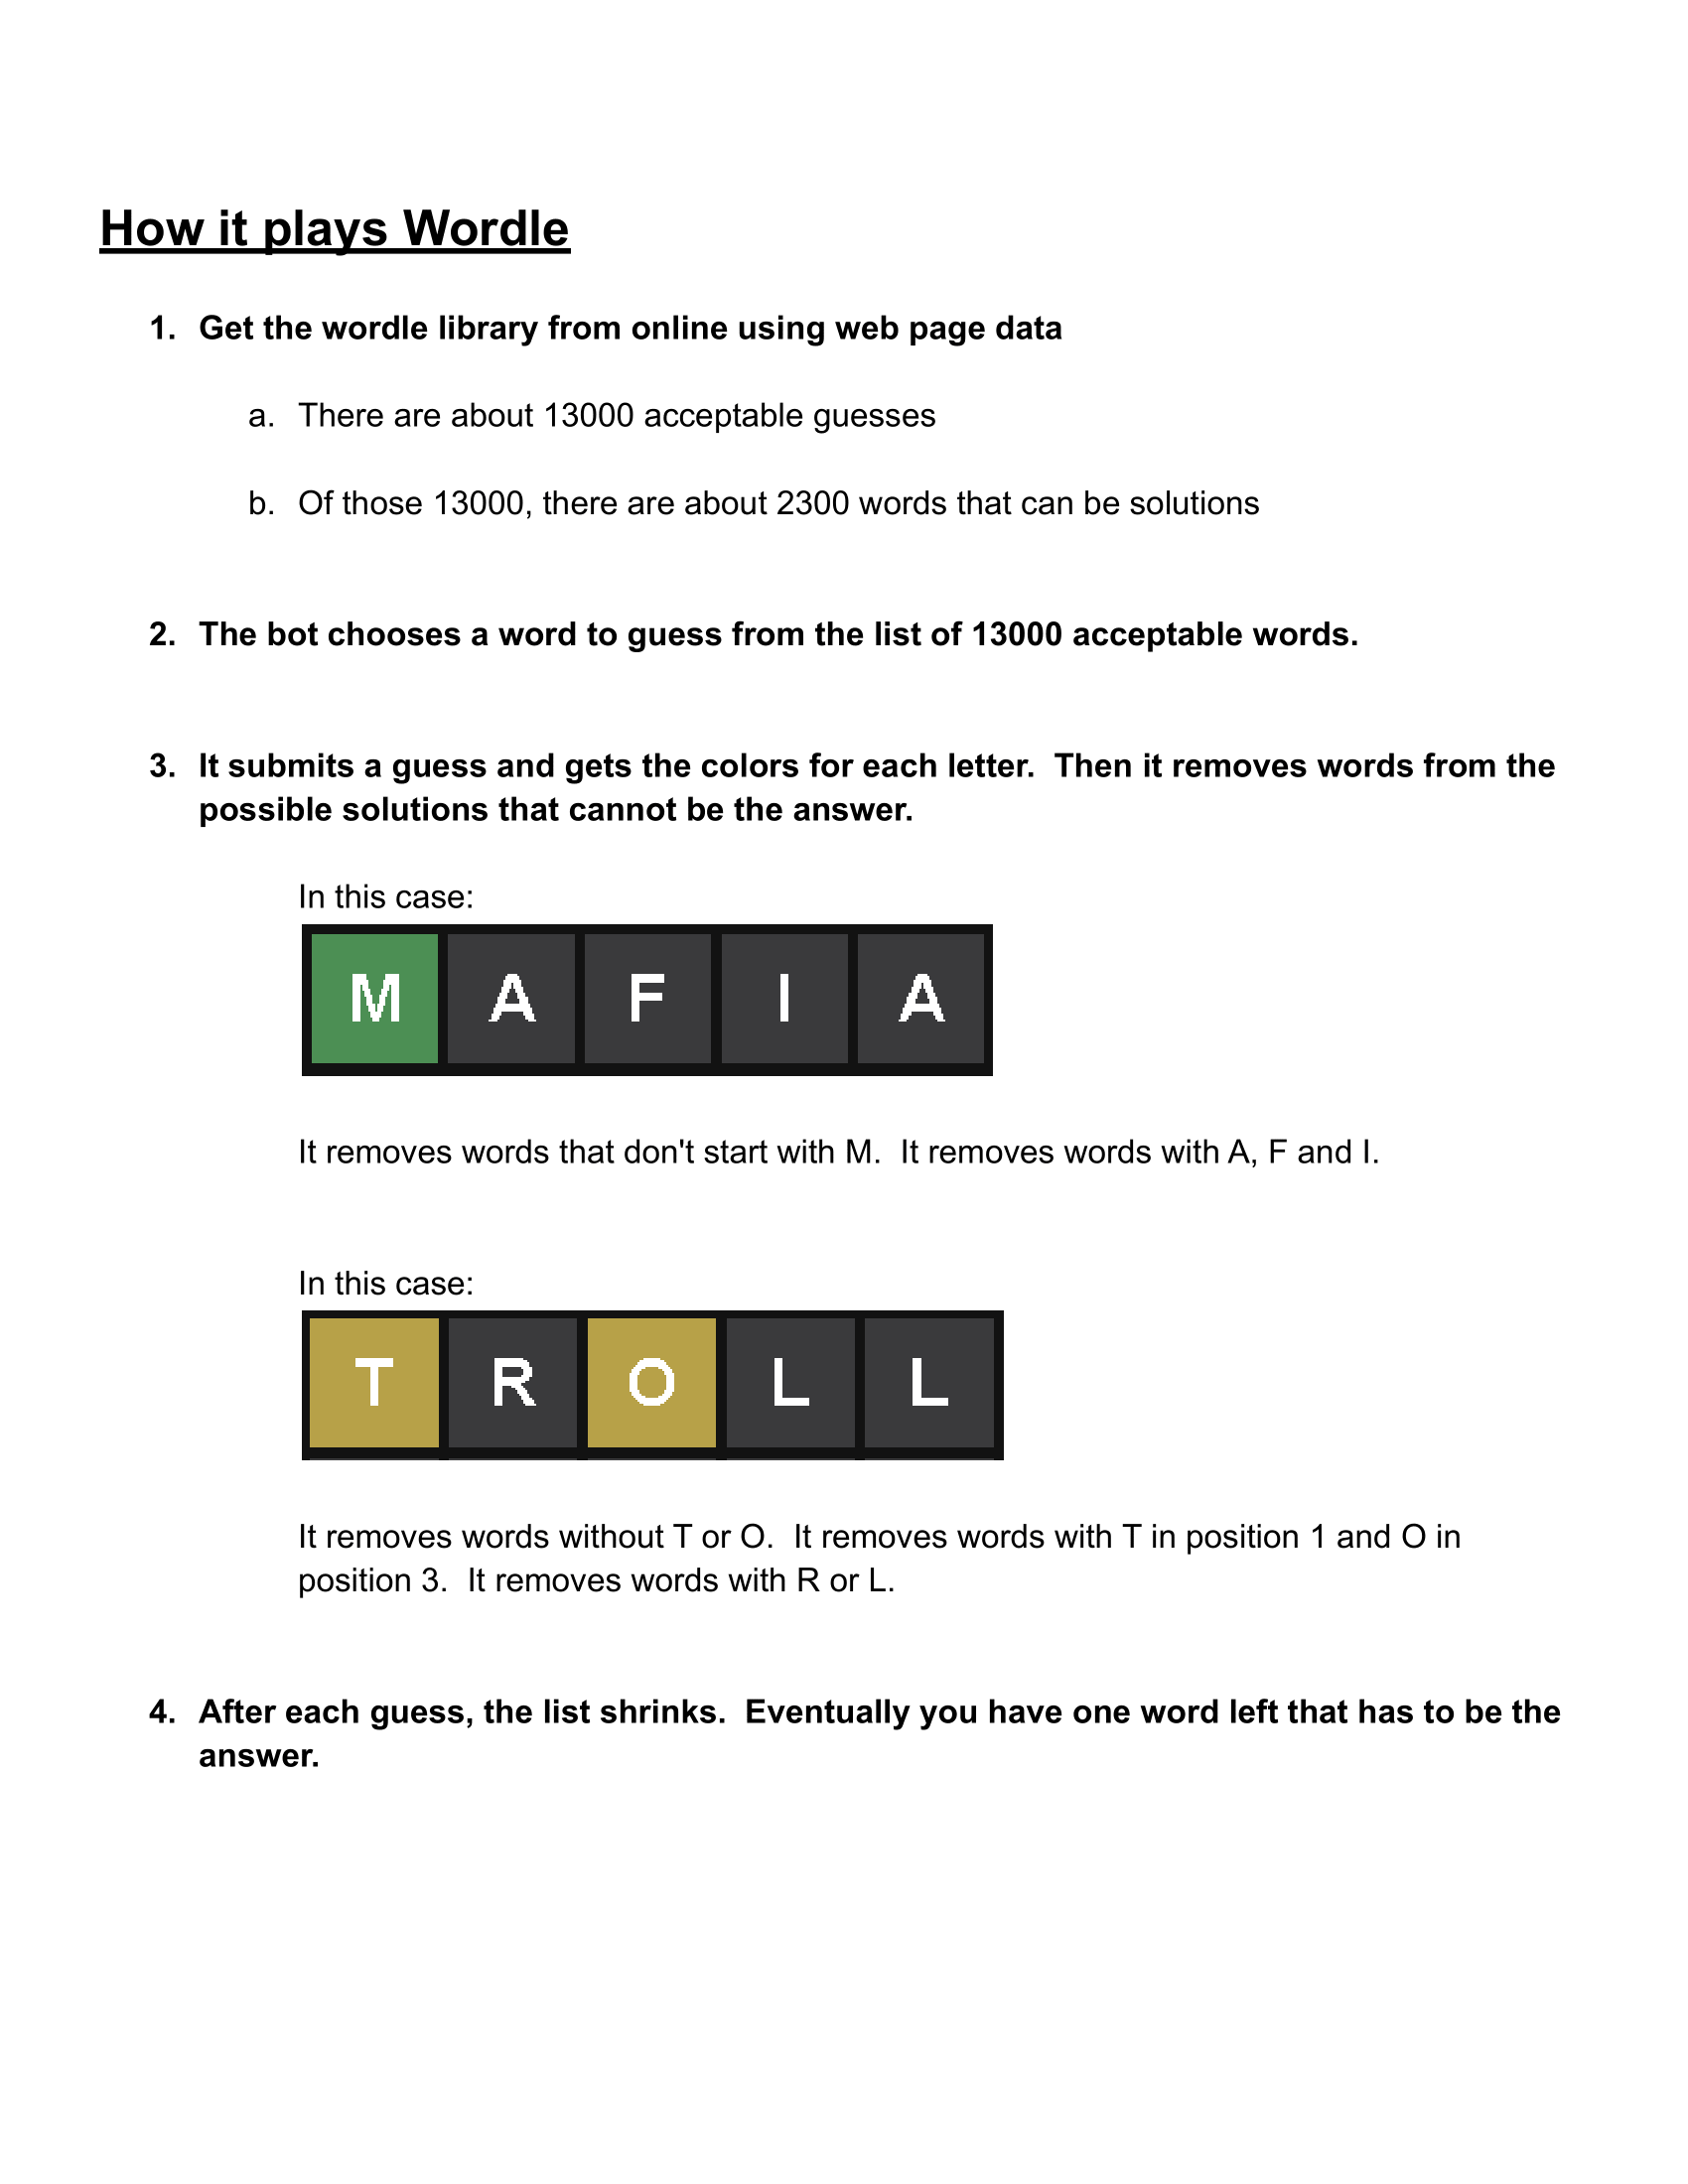 How it plays Wordle
1. Get the wordle library from online using web page data
a. There are about 13000 acceptable guesses
b. Of those 13000, there are about 2300 words that can be solutions
2. The bot chooses a word to guess from the list of 13000 acceptable words.
3. It submits a guess and gets the colors for each letter.  Then it removes words from the
possible solutions that cannot be the answer.
In this case:
M A F I A
It removes words that don't start with M.  It removes words with A, F and I.
In this case:
T R O L L
It removes words without T or O.  It removes words with T in position 1 and O in
position 3.  It removes words with R or L.
4. After each guess, the list shrinks.  Eventually you have one word left that has to be the
answer.